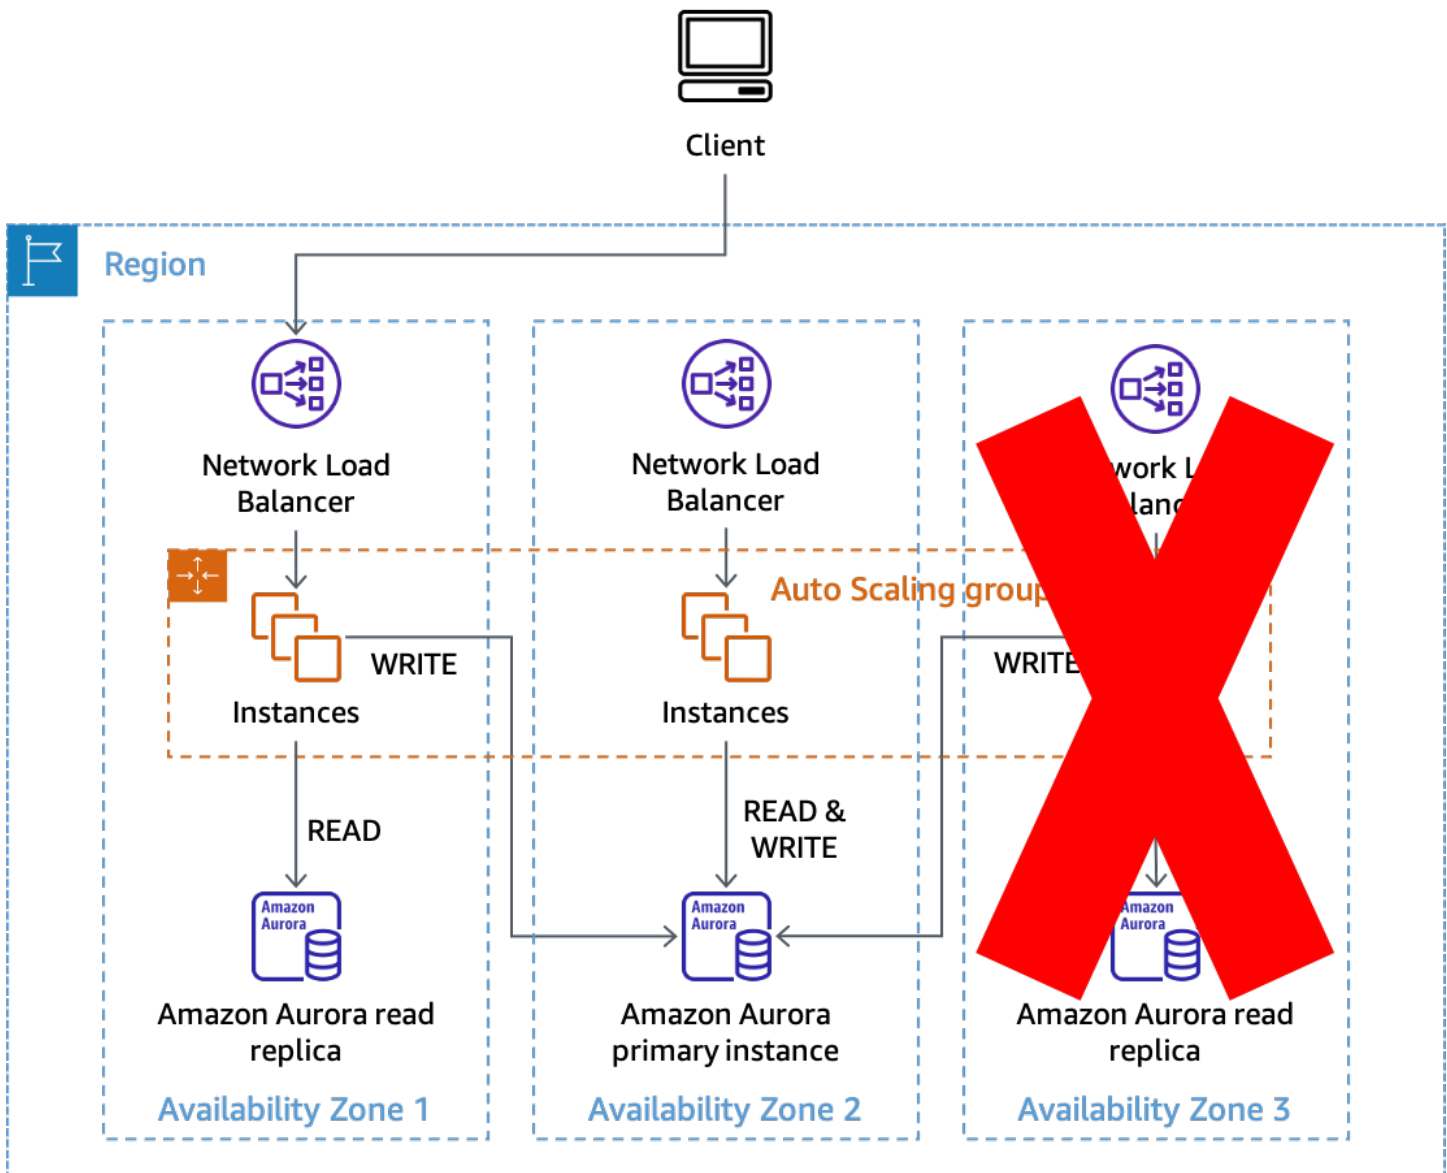 Client
Region
Network Load
Balancer
Network Load
Balancer
Auto Scaling group
WRITE
WRITE
Instances
Instances
READ
READ &
WRITE
Amazon
Aurora
Amazon
Aurora
Amazon
Aurora
Amazon Aurora read
replica
Amazon Aurora
primary instance
Amazon Aurora read
replica
Availability Zone 1
Availability Zone 2
Availability Zone 3